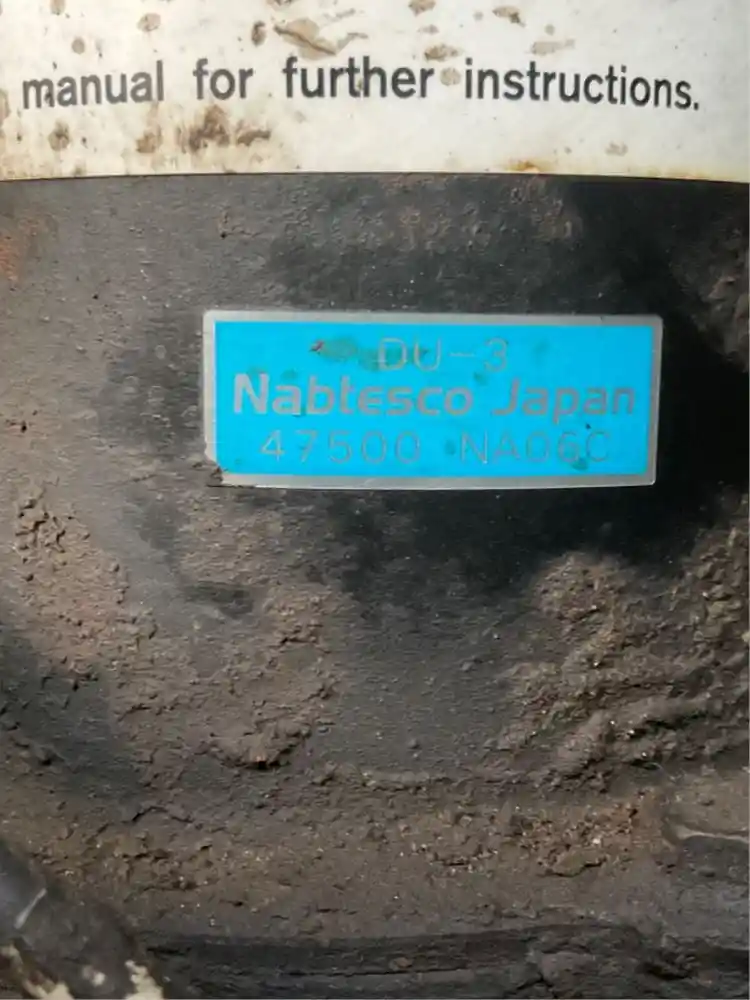 manual for further instructions.
DU-3
Nabtesco Japan
47500 NA06C